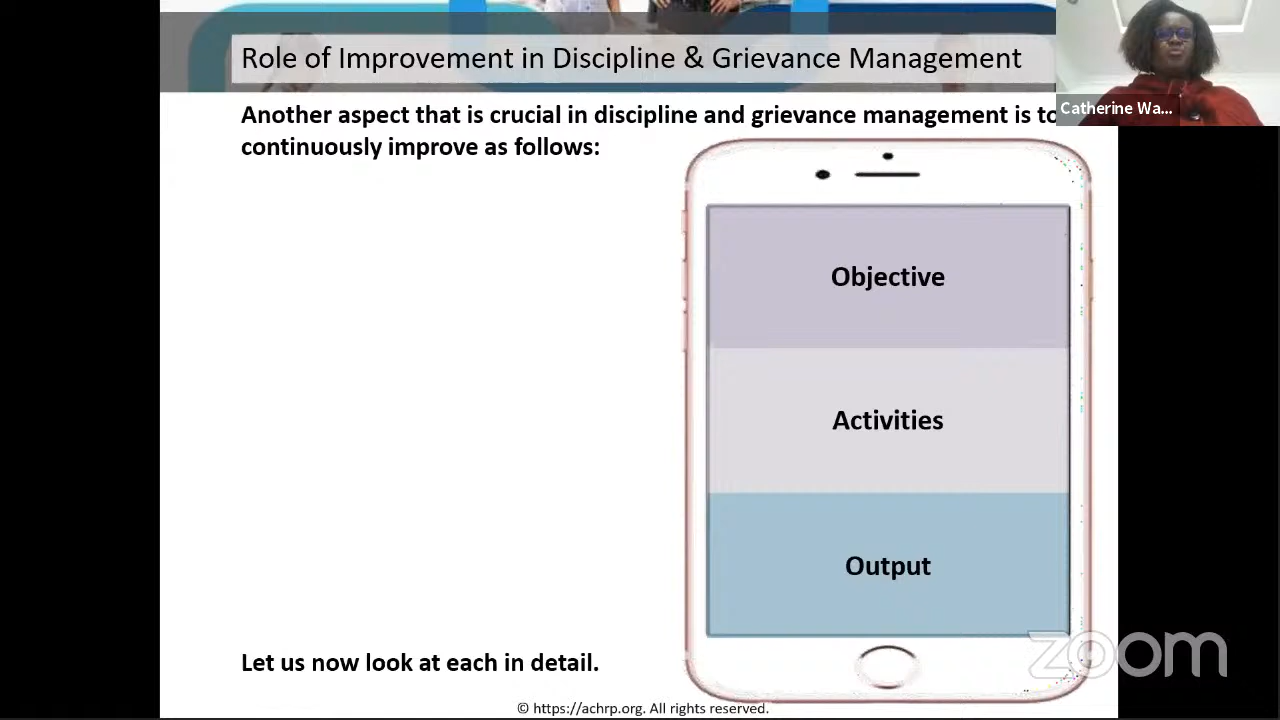 Role of Improvement in Discipline & Grievance Management
Catherine Wa...
Another aspect that is crucial in discipline and grievance management is to
continuously improve as follows:
Objective
Activities
Output
Let us now look at each in detail.
zoom
© https://achrp.org. All rights reserved.